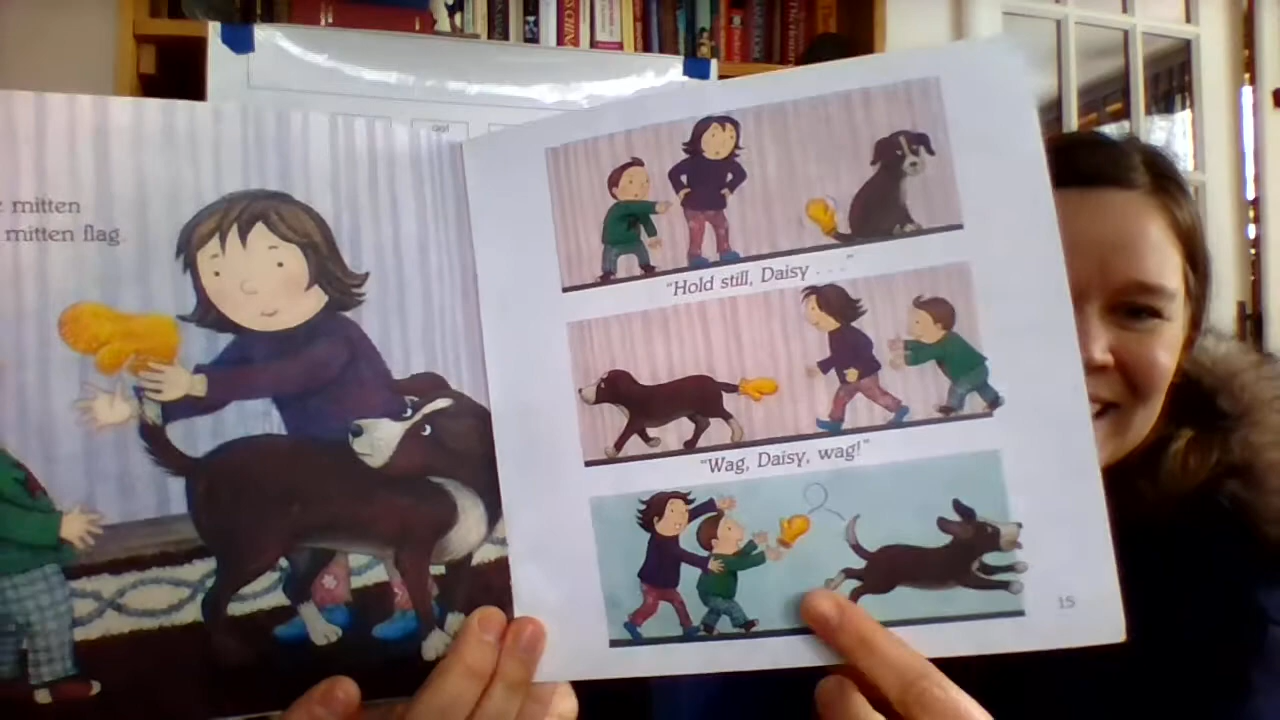 mitten
mitten flag.
"Hold still, Daisy . . ."
"Wag, Daisy, wag!"
15